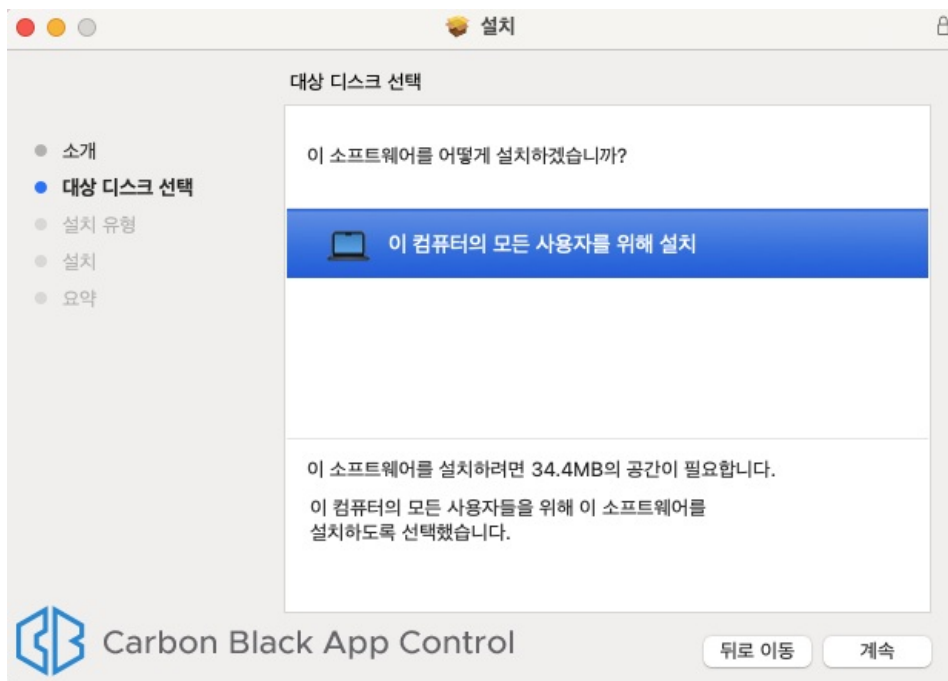 설치
대상 디스크 선택
소개
대상 디스크 선택
설치 유형
설치
요약
이 소프트웨어를 어떻게 설치하겠습니까?
이 컴퓨터의 모든 사용자를 위해 설치
이 소프트웨어를 설치하려면 34.4MB의 공간이 필요합니다.
이 컴퓨터의 모든 사용자들을 위해 이 소프트웨어를
설치하도록 선택했습니다.
Carbon Black App Control
뒤로 이동
계속